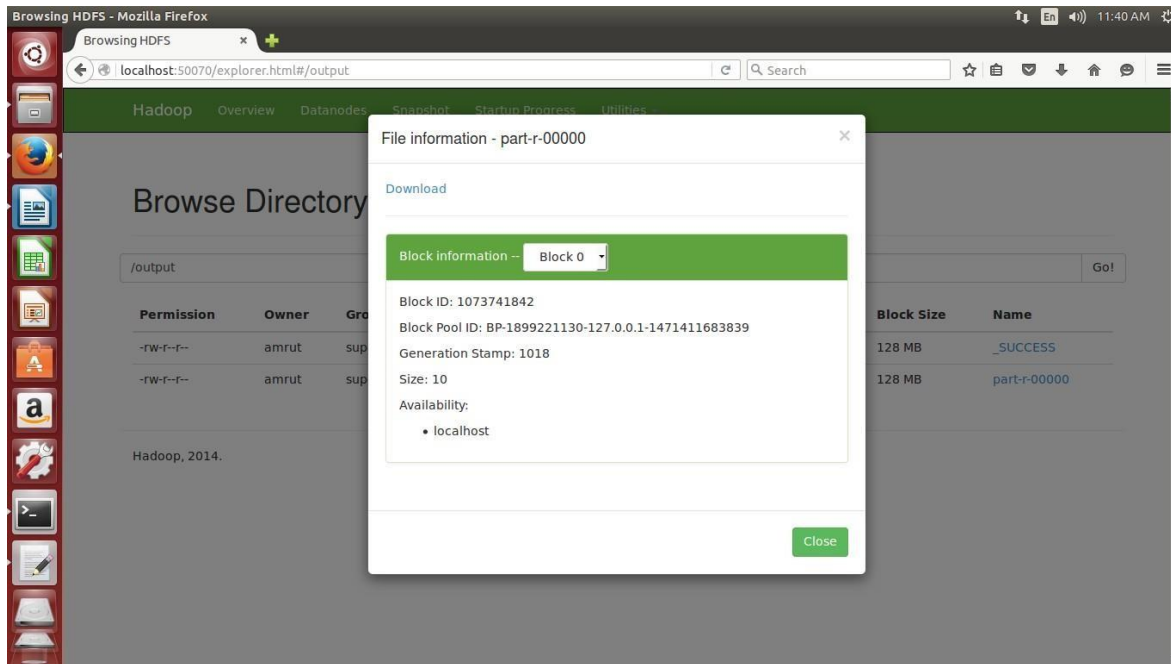 Browsing HDFS - Mozilla Firefox
En 11:40 AM
Browsing HDFS
localhost:50070/explorer.html#/output
Search
Hadoop Overview Datanodes Snapshot Startup Progress Utilities
File information - part-r-00000
Download
Browse Directory
Block information -- Block 0
/output
Go!
Block ID: 1073741842
Block Pool ID: BP-1899221130-127.0.0.1-1471411683839
Generation Stamp: 1018
Size: 10
Availability:
localhost
Permission Owner Gro Block Size Name
-rw-r--r-- amrut sup 128 MB _SUCCESS
-rw-r--r-- amrut sup 128 MB part-r-00000
Hadoop, 2014.
Close